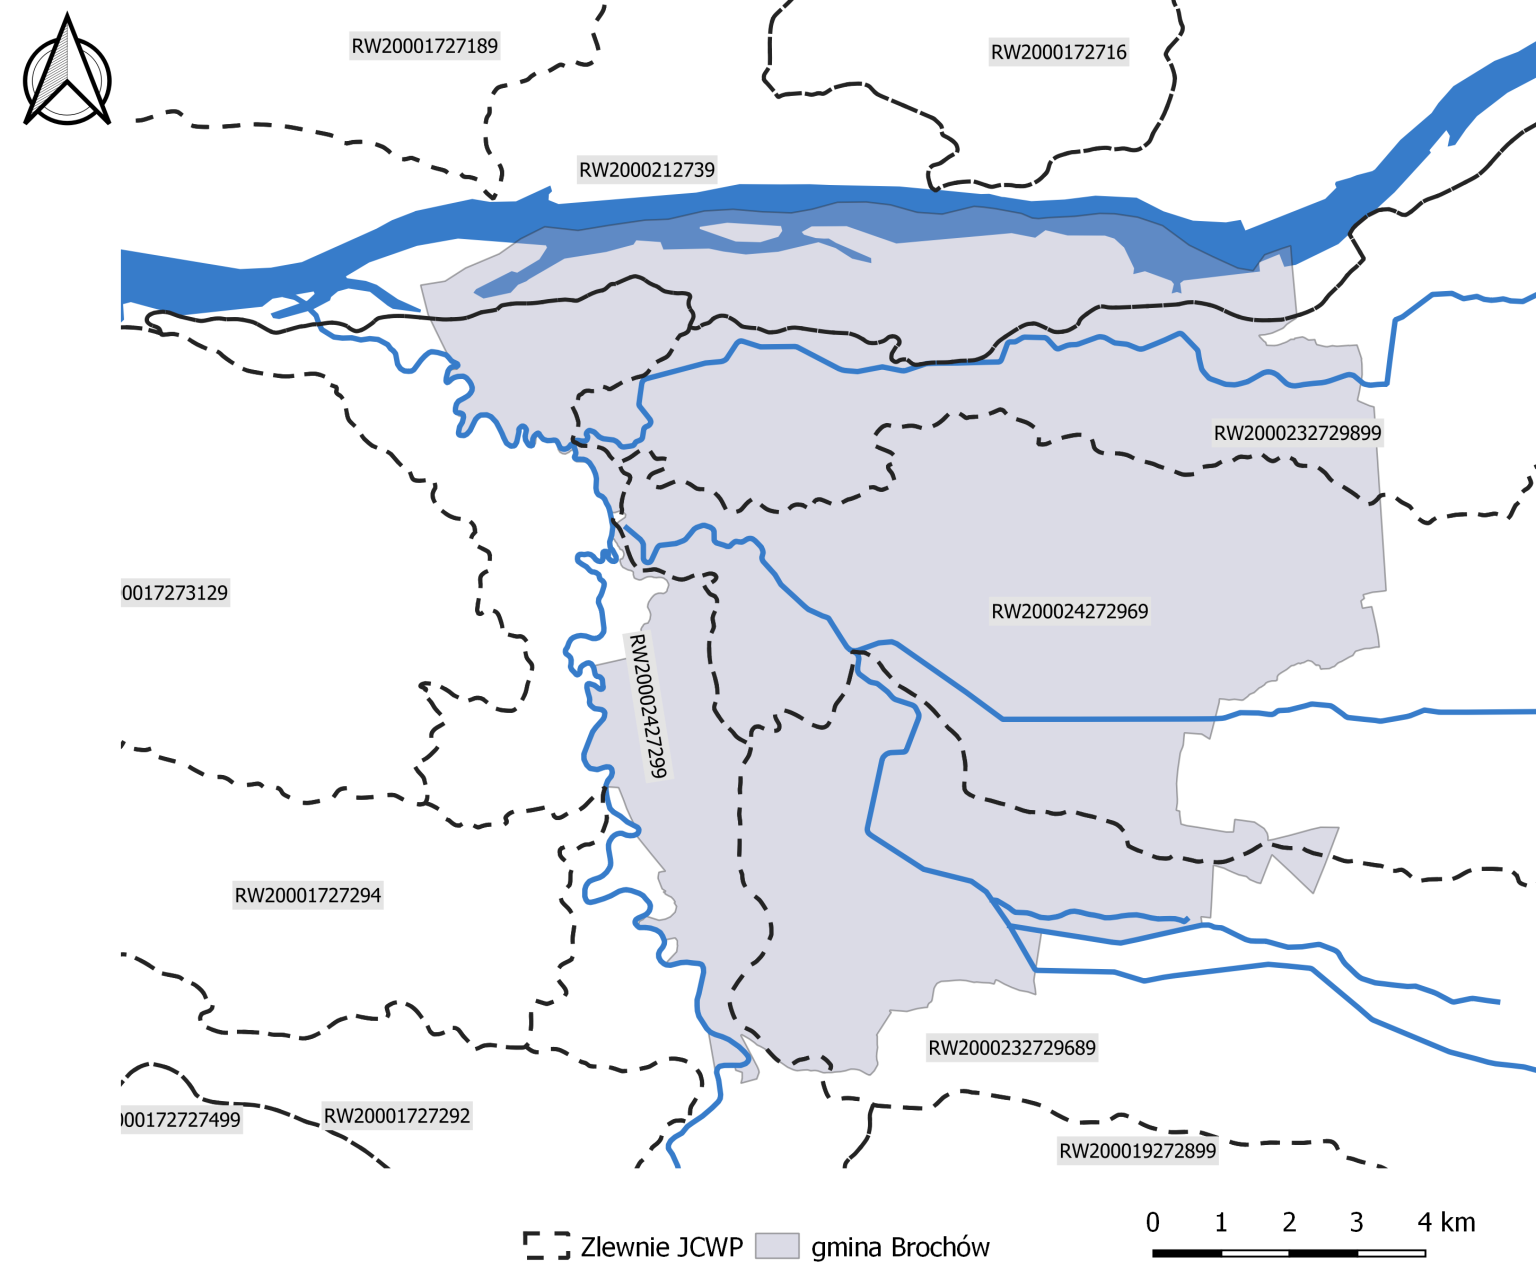 RW20001727189
RW2000172716
RW2000212739
RW2000232729899
0017273129
RW200024272969
RW20002427299
RW20001727294
RW2000232729689
000172727499
RW20001727292
RW200019272899
0 1 2 3 4 km
Zlewnie JCWP
gmina Brochów